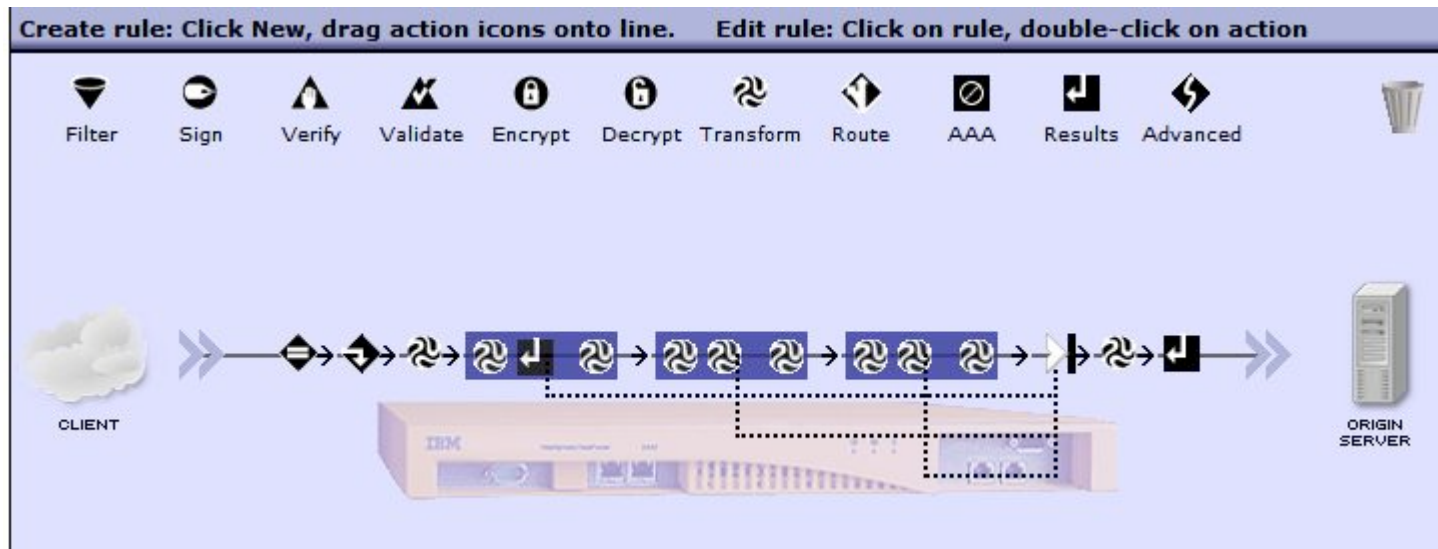 Create rule: Click New, drag action icons onto line. Edit rule: Click on rule, double-click on action
Filter Sign Verify Validate Encrypt Decrypt Transform Route AAA Results Advanced
CLIENT
IBM
ORIGIN
SERVER